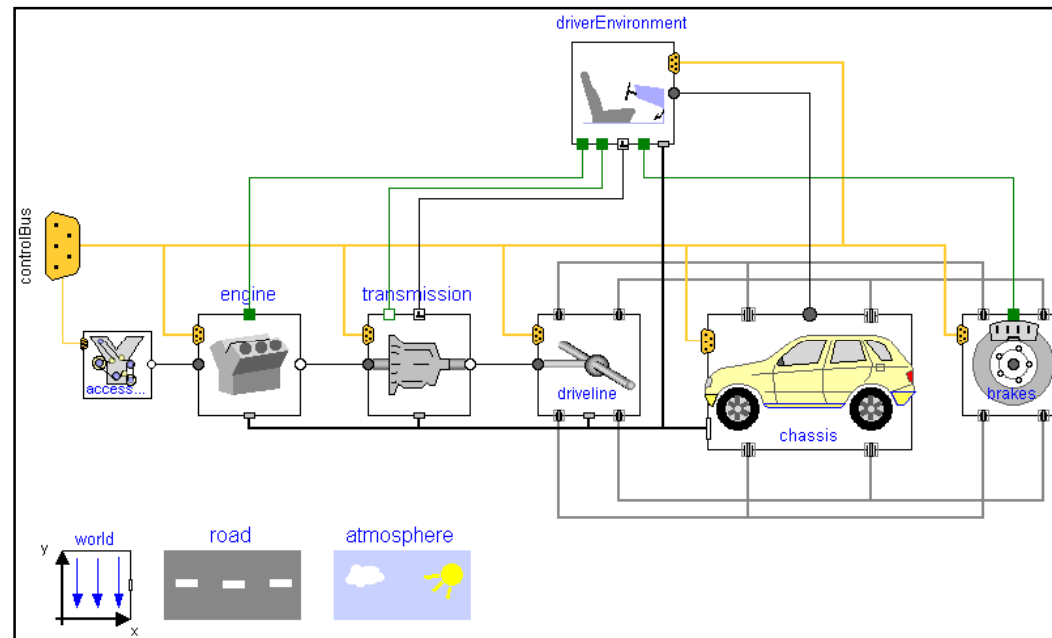 driverEnvironment
controlBus
engine
transmission
access...
driveline
chassis
brakes
world
road
atmosphere
y
x